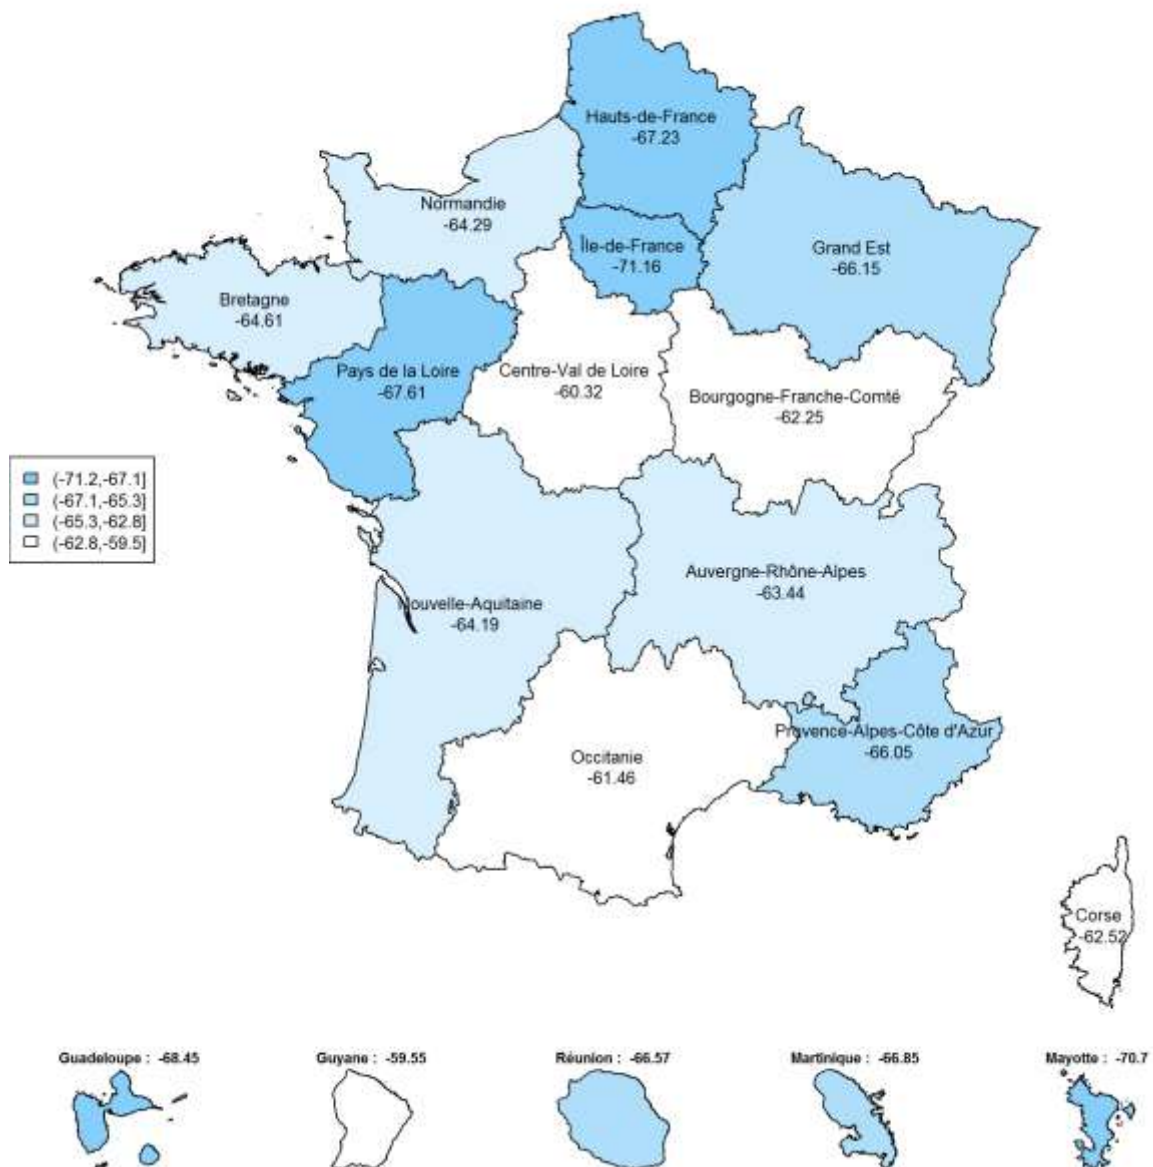 Hauts-de-France
-67.23
Normandie
-64.29
Île-de-France
-71.16
Grand Est
-66.15
Bretagne
-64.61
Pays de la Loire
-67.61
Centre-Val de Loire
-60.32
Bourgogne-Franche-Comté
-62.25
(-71.2,-67.1]
(-67.1,-65.3]
(-65.3,-62.8]
(-62.8,-59.5]
Auvergne-Rhône-Alpes
-63.44
Nouvelle-Aquitaine
-64.19
Provence-Alpes-Côte d'Azur
-66.05
Occitanie
-61.46
Corse
-62.52
Guadeloupe : -68.45
Guyane : -59.55
Réunion : -66.57
Martinique : -66.85
Mayotte : -70.7